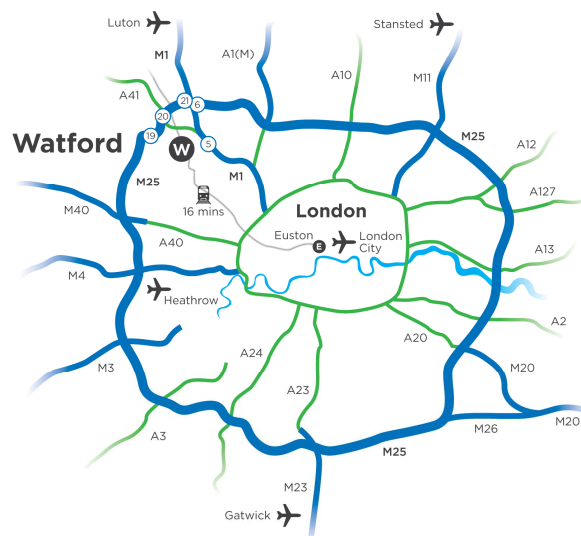 Luton
Stansted
M1
A1(M)
A10
M11
A41
21
6
20
19
5
Watford
W
M25
M1
M25
A12
A127
16 mins
M40
London
Euston
E
London
City
A40
A13
M4
Heathrow
A2
A20
M3
A24
A23
M20
A3
M25
M26
M20
M23
Gatwick